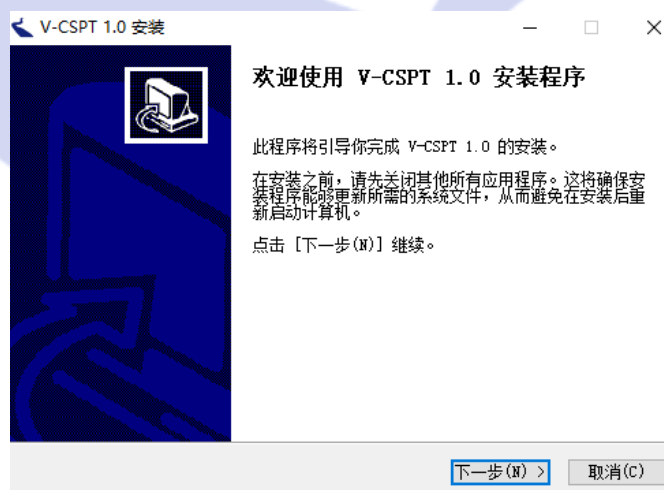 V-CSPT 1.0 安装
欢迎使用 V-CSPT 1.0 安装程序
此程序将引导你完成 V-CSPT 1.0 的安装。
在安装之前，请先关闭其他所有应用程序。这将确保安
装程序能够更新所需的系统文件，从而避免在安装后重
新启动计算机。
点击 [下一步(N)] 继续。
下一步(N) >
取消(C)